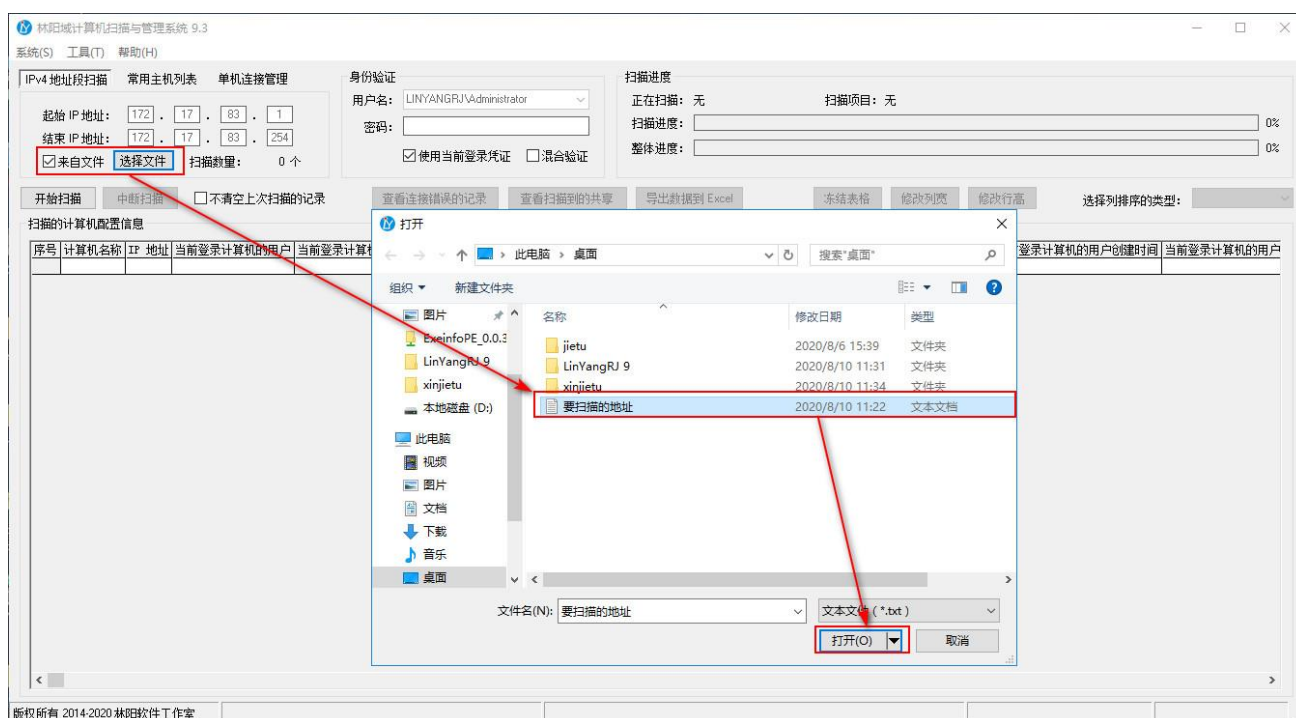 林阳域计算机扫描与管理系统 9.3
系统(S) 工具(T) 帮助(H)
IPv4 地址段扫描 常用主机列表 单机连接管理
起始 IP 地址: 172 . 17 . 83 . 1
结束 IP 地址: 172 . 17 . 83 . 254
来自文件 选择文件 扫描数量: 0 个
身份验证
用户名: LINYANGRJ\Administrator
密码:
使用当前登录凭证 混合验证
扫描进度
正在扫描: 无 扫描项目: 无
扫描进度: 0%
整体进度: 0%
开始扫描 中断扫描 不清空上次扫描的记录 查看连接错误的记录 查看扫描到的共享 导出数据到 Excel 冻结表格 修改列宽 修改行高 选择列排序的类型:
扫描的计算机配置信息
序号 计算机名称 IP 地址 当前登录计算机的用户 当前登录计算机 登录计算机的用户创建时间 当前登录计算机的用户
打开
此电脑 › 桌面 搜索"桌面"
组织 新建文件夹
图片
ExeinfoPE_0.0.3
LinYangRJ 9
xinjietu
本地磁盘 (D:)
此电脑
视频
图片
文档
下载
音乐
桌面
名称 修改日期 类型
jietu 2020/8/6 15:39 文件夹
LinYangRJ 9 2020/8/10 11:31 文件夹
xinjietu 2020/8/10 11:34 文件夹
要扫描的地址 2020/8/10 11:22 文本文档
文件名(N): 要扫描的地址 文本文件 (*.txt)
打开(O) 取消
版权所有 2014-2020 林阳软件工作室